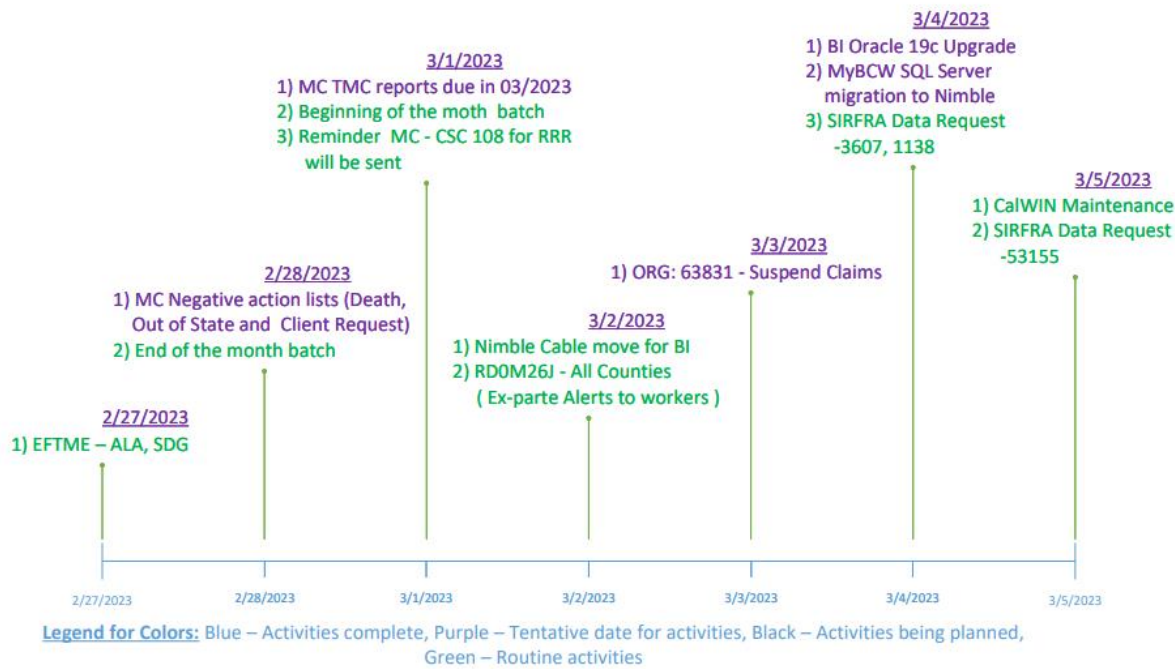 2/27/2023
1) EFTME – ALA, SDG
2/28/2023
1) MC Negative action lists (Death,
Out of State and Client Request)
2) End of the month batch
3/1/2023
1) MC TMC reports due in 03/2023
2) Beginning of the moth batch
3) Reminder MC - CSC 108 for RRR
will be sent
3/2/2023
1) Nimble Cable move for BI
2) RD0M26J - All Counties
( Ex-parte Alerts to workers )
3/3/2023
1) ORG: 63831 - Suspend Claims
3/4/2023
1) BI Oracle 19c Upgrade
2) MyBCW SQL Server
migration to Nimble
3) SIRFRA Data Request
-3607, 1138
3/5/2023
1) CalWIN Maintenance
2) SIRFRA Data Request
-53155
2/27/2023
2/28/2023
3/1/2023
3/2/2023
3/3/2023
3/4/2023
3/5/2023
Legend for Colors: Blue – Activities complete, Purple – Tentative date for activities, Black – Activities being planned,
Green – Routine activities